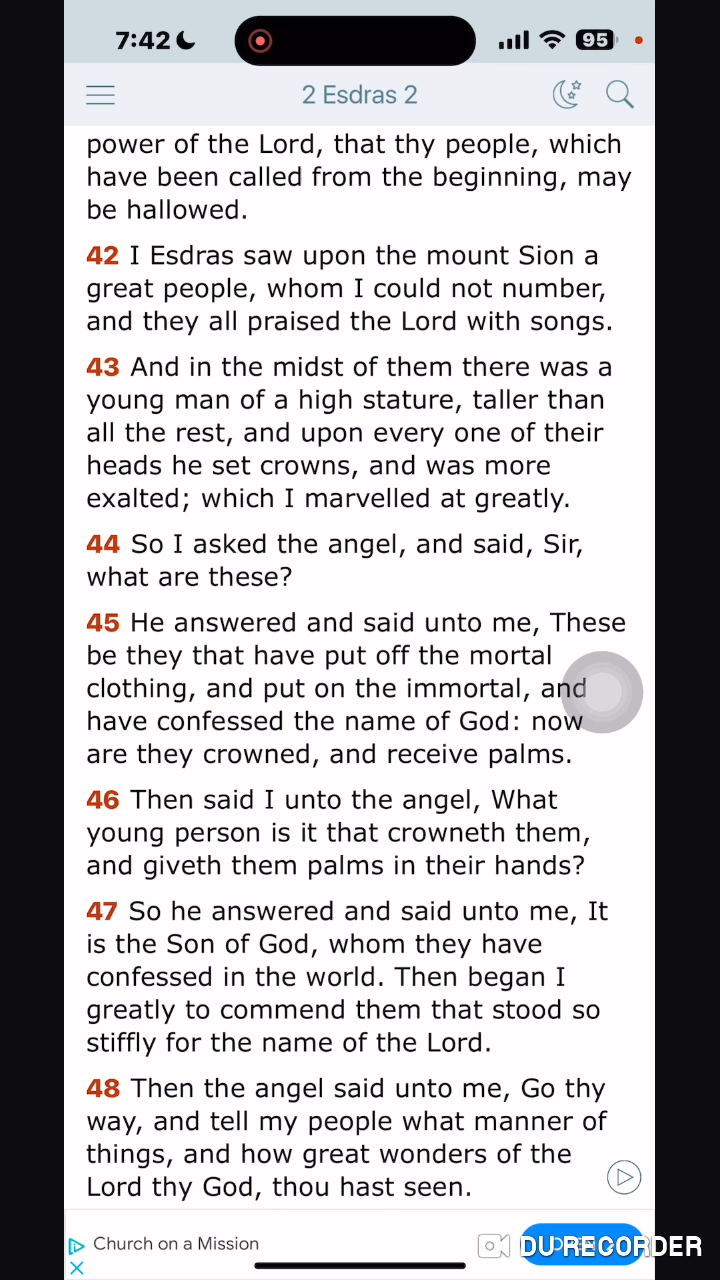 7:42
95
2 Esdras 2
power of the Lord, that thy people, which
have been called from the beginning, may
be hallowed.
42 I Esdras saw upon the mount Sion a
great people, whom I could not number,
and they all praised the Lord with songs.
43 And in the midst of them there was a
young man of a high stature, taller than
all the rest, and upon every one of their
heads he set crowns, and was more
exalted; which I marvelled at greatly.
44 So I asked the angel, and said, Sir,
what are these?
45 He answered and said unto me, These
be they that have put off the mortal
clothing, and put on the immortal, and
have confessed the name of God: now
are they crowned, and receive palms.
46 Then said I unto the angel, What
young person is it that crowneth them,
and giveth them palms in their hands?
47 So he answered and said unto me, It
is the Son of God, whom they have
confessed in the world. Then began I
greatly to commend them that stood so
stiffly for the name of the Lord.
48 Then the angel said unto me, Go thy
way, and tell my people what manner of
things, and how great wonders of the
Lord thy God, thou hast seen.
Church on a Mission
DU RECORDER